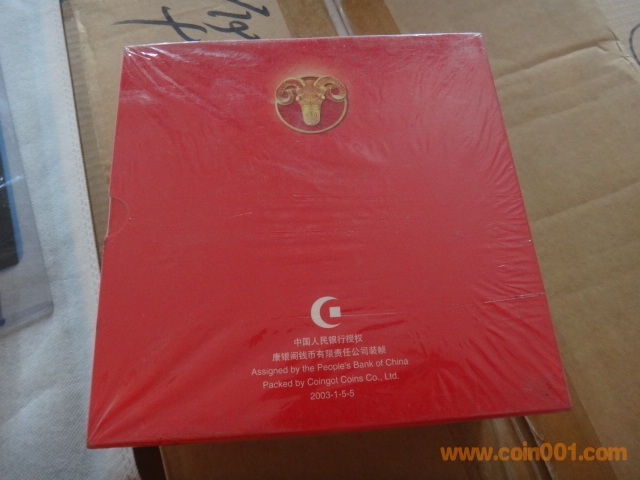 中国人民银行授权
唐银阁钱币有限责任公司装帧
Assigned by the People's Bank of China
Packed by Coingot Coins Co., Ltd.
2003-1-5-5
www.coin001.com